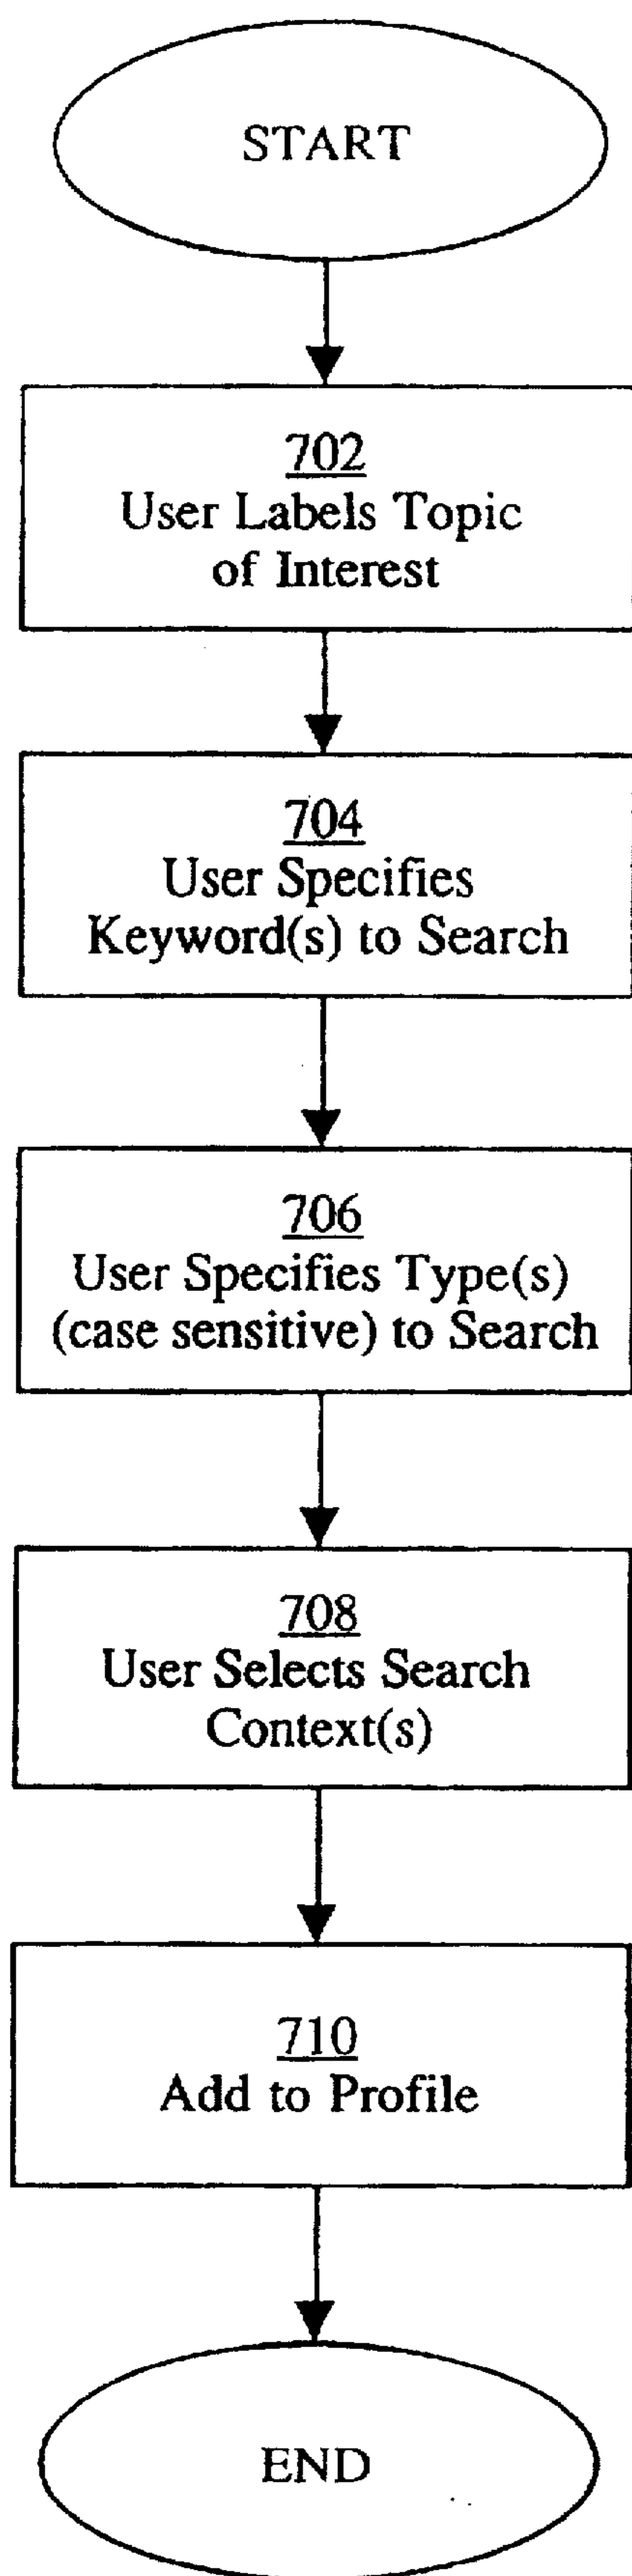 START
702
User Labels Topic
of Interest
704
User Specifies
Keyword(s) to Search
706
User Specifies Type(s)
(case sensitive) to Search
708
User Selects Search
Context(s)
710
Add to Profile
END